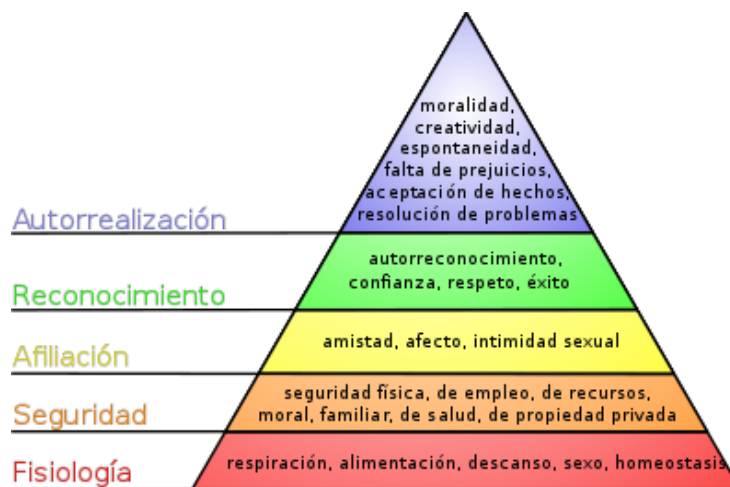 moralidad,
creatividad,
espontaneidad,
falta de prejuicios,
aceptación de hechos,
resolución de problemas
Autorrealización
autorreconocimiento,
confianza, respeto, éxito
Reconocimiento
amistad, afecto, intimidad sexual
Afiliación
seguridad física, de empleo, de recursos,
moral, familiar, de salud, de propiedad privada
Seguridad
respiración, alimentación, descanso, sexo, homeostasis
Fisiología